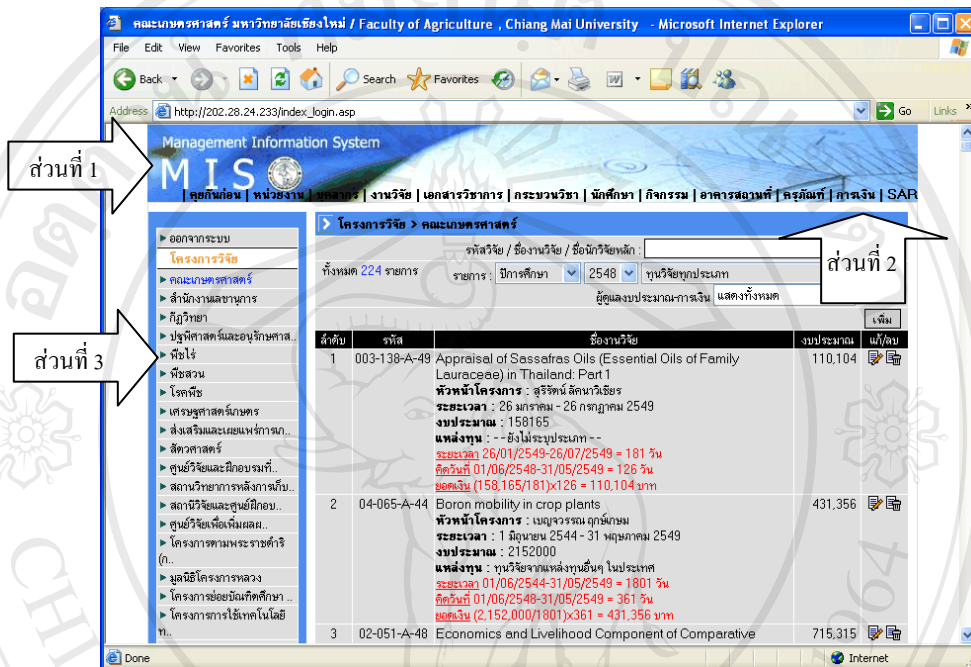 คณะเกษตรศาสตร์ มหาวิทยาลัยเชียงใหม่ / Faculty of Agriculture , Chiang Mai University - Microsoft Internet Explorer
File Edit View Favorites Tools Help
Back Search Favorites
Address http://202.28.24.233/index_login.asp Go Links
Management Information System
MIS
ส่วนที่ 1
| คุยกันก่อน | หน่วยงาน | บุคลากร | งานวิจัย | เอกสารวิชาการ | กระบวนวิชา | นักศึกษา | กิจกรรม | อาคารสถานที่ | ครุภัณฑ์ | การเงิน | SAR
ส่วนที่ 2
ออกจากระบบ
โครงการวิจัย
คณะเกษตรศาสตร์
สำนักงานเลขานุการ
กีฏวิทยา
ปฐพีศาสตร์และอนุรักษศาส..
พืชไร่
ส่วนที่ 3
พืชสวน
โรคพืช
เศรษฐศาสตร์เกษตร
ส่งเสริมและเผยแพร่การเก..
สัตวศาสตร์
ศูนย์วิจัยและฝึกอบรมที่..
สถานวิทยาการหลังการเก็บ..
สถานีวิจัยและศูนย์ฝึกอบ..
ศูนย์วิจัยเพื่อเพิ่มผลผ..
โครงการตามพระราชดำริ
(ก..
มูลนิธิโครงการหลวง
โครงการย่อยบัณฑิตศึกษา ..
โครงการการใช้เทคโนโลยี
ท..
โครงการวิจัย > คณะเกษตรศาสตร์
รหัสวิจัย / ชื่องานวิจัย / ชื่อนักวิจัยหลัก :
ทั้งหมด 224 รายการ
รายการ : ปีการศึกษา 2548 ทุนวิจัยทุกประเภท
ผู้ดูแลงบประมาณ-การเงิน แสดงทั้งหมด
เพิ่ม
ลำดับ รหัส ชื่องานวิจัย งบประมาณ แก้/ลบ
1 003-138-A-49 Appraisal of Sassafras Oils (Essential Oils of Family 110,104
Lauraceae) in Thailand: Part 1
หัวหน้าโครงการ : สุรีรัตน์ ลัคนาวิเชียร
ระยะเวลา : 26 มกราคม - 26 กรกฎาคม 2549
งบประมาณ : 158165
แหล่งทุน : --ยังไม่ระบุประเภท --
ระยะเวลา 26/01/2549-26/07/2549 = 181 วัน
คิดวันที่ 01/06/2548-31/05/2549 = 126 วัน
ยอดเงิน (158,165/181)x126 = 110,104 บาท
2 04-065-A-44 Boron mobility in crop plants 431,356
หัวหน้าโครงการ : เบญจวรรณ ฤกษ์เกษม
ระยะเวลา : 1 มิถุนายน 2544 - 31 พฤษภาคม 2549
งบประมาณ : 2152000
แหล่งทุน : ทุนวิจัยจากแหล่งทุนอื่นๆ ในประเทศ
ระยะเวลา 01/06/2544-31/05/2549 = 1801 วัน
คิดวันที่ 01/06/2548-31/05/2549 = 361 วัน
ยอดเงิน (2,152,000/1801)x361 = 431,356 บาท
3 02-051-A-48 Economics and Livelihood Component of Comparative 715,315
Done Internet